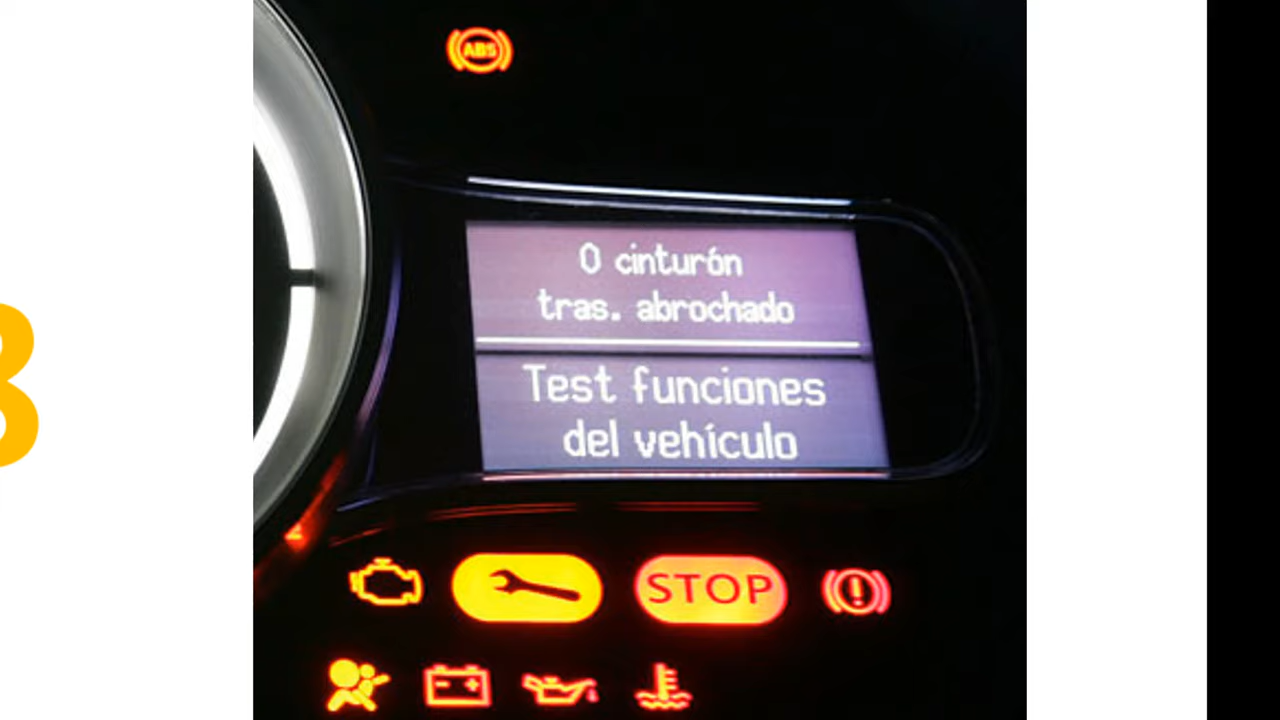 ABS
0 cinturón
tras. abrochado
Test funciones
del vehículo
STOP